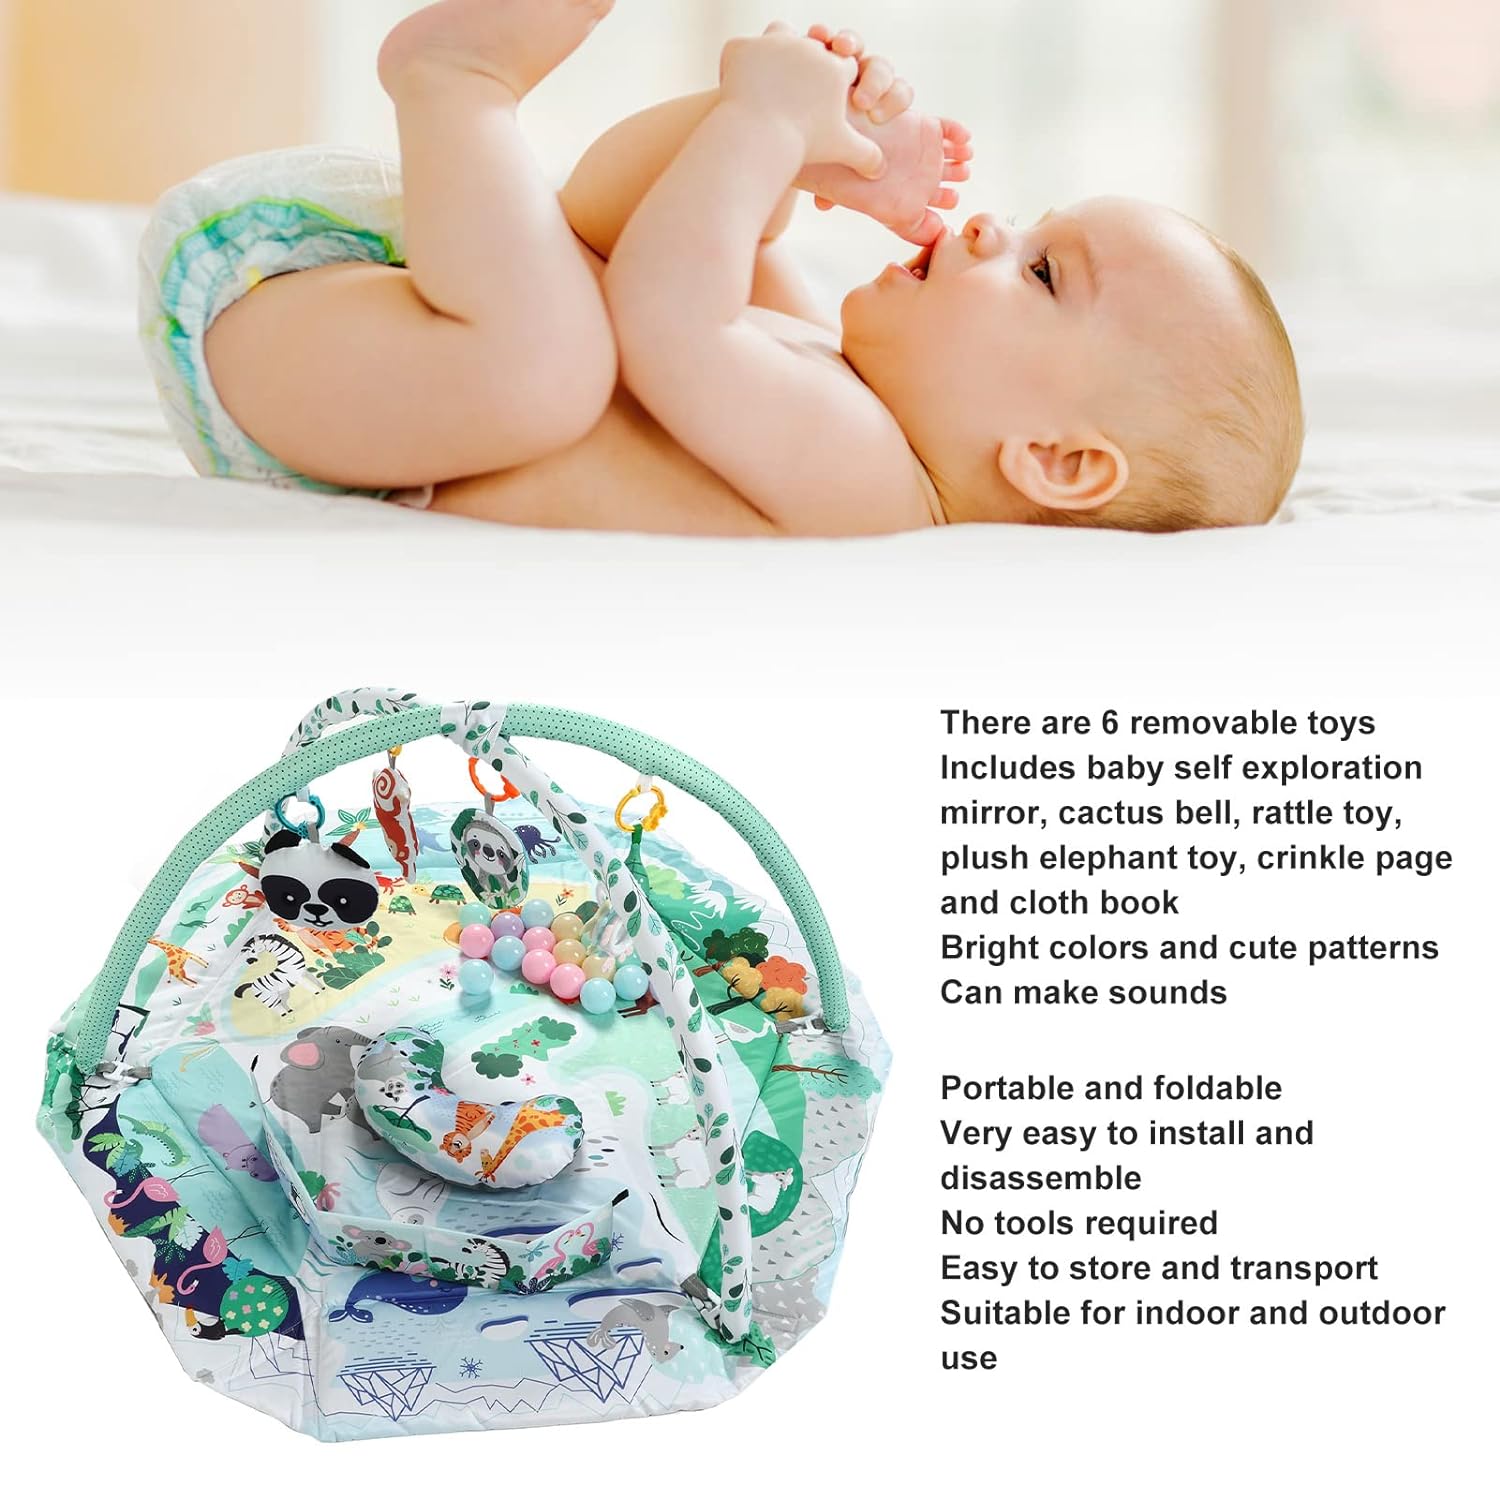 There are 6 removable toys
Includes baby self exploration
mirror, cactus bell, rattle toy,
plush elephant toy, crinkle page
and cloth book
Bright colors and cute patterns
Can make sounds
Portable and foldable
Very easy to install and
disassemble
No tools required
Easy to store and transport
Suitable for indoor and outdoor
use